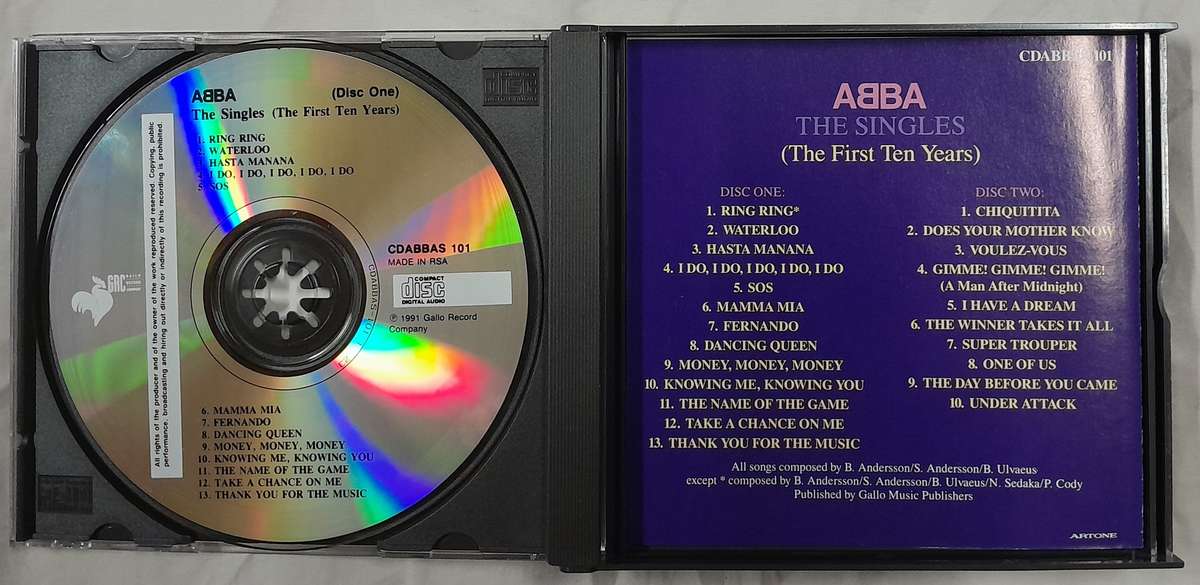 ABBA (Disc One)
The Singles (The First Ten Years)
1. RING RING
2. WATERLOO
3. HASTA MANANA
4. I DO, I DO, I DO, I DO, I DO
5. SOS
All rights of the producer and of the owner of the work reproduced reserved. Copying, public
performance, broadcasting and hiring out directly or indirectly of this recording is prohibited.
GRC
CDABBAS 101
MADE IN RSA
COMPACT
disc
DIGITAL AUDIO
℗ 1991 Gallo Record
Company
CDABBAS 101
6. MAMMA MIA
7. FERNANDO
8. DANCING QUEEN
9. MONEY, MONEY, MONEY
10. KNOWING ME, KNOWING YOU
11. THE NAME OF THE GAME
12. TAKE A CHANCE ON ME
13. THANK YOU FOR THE MUSIC
disc
101
ABBA
THE SINGLES
(The First Ten Years)
DISC ONE:
1. RING RING*
2. WATERLOO
3. HASTA MANANA
4. I DO, I DO, I DO, I DO, I DO
5. SOS
6. MAMMA MIA
7. FERNANDO
8. DANCING QUEEN
9. MONEY, MONEY, MONEY
10. KNOWING ME, KNOWING YOU
11. THE NAME OF THE GAME
12. TAKE A CHANCE ON ME
13. THANK YOU FOR THE MUSIC
DISC TWO:
1. CHIQUITITA
2. DOES YOUR MOTHER KNOW
3. VOULEZ-VOUS
4. GIMME! GIMME! GIMME!
(A Man After Midnight)
5. I HAVE A DREAM
6. THE WINNER TAKES IT ALL
7. SUPER TROUPER
8. ONE OF US
9. THE DAY BEFORE YOU CAME
10. UNDER ATTACK
All songs composed by B. Andersson/S. Andersson/B. Ulvaeus
except * composed by B. Andersson/S. Andersson/B. Ulvaeus/N. Sedaka/P. Cody
Published by Gallo Music Publishers
ARTONE